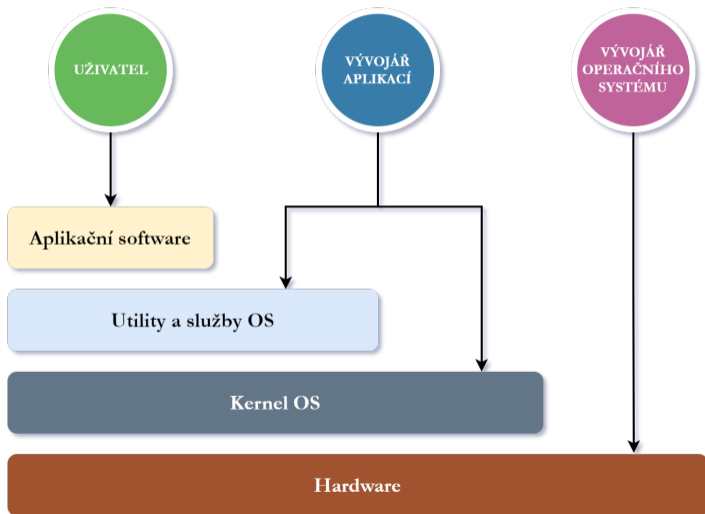 UŽIVATEL
VÝVOJÁŘ
APLIKACÍ
VÝVOJÁŘ
OPERAČNÍHO
SYSTÉMU
Aplikační software
Utility a služby OS
Kernel OS
Hardware